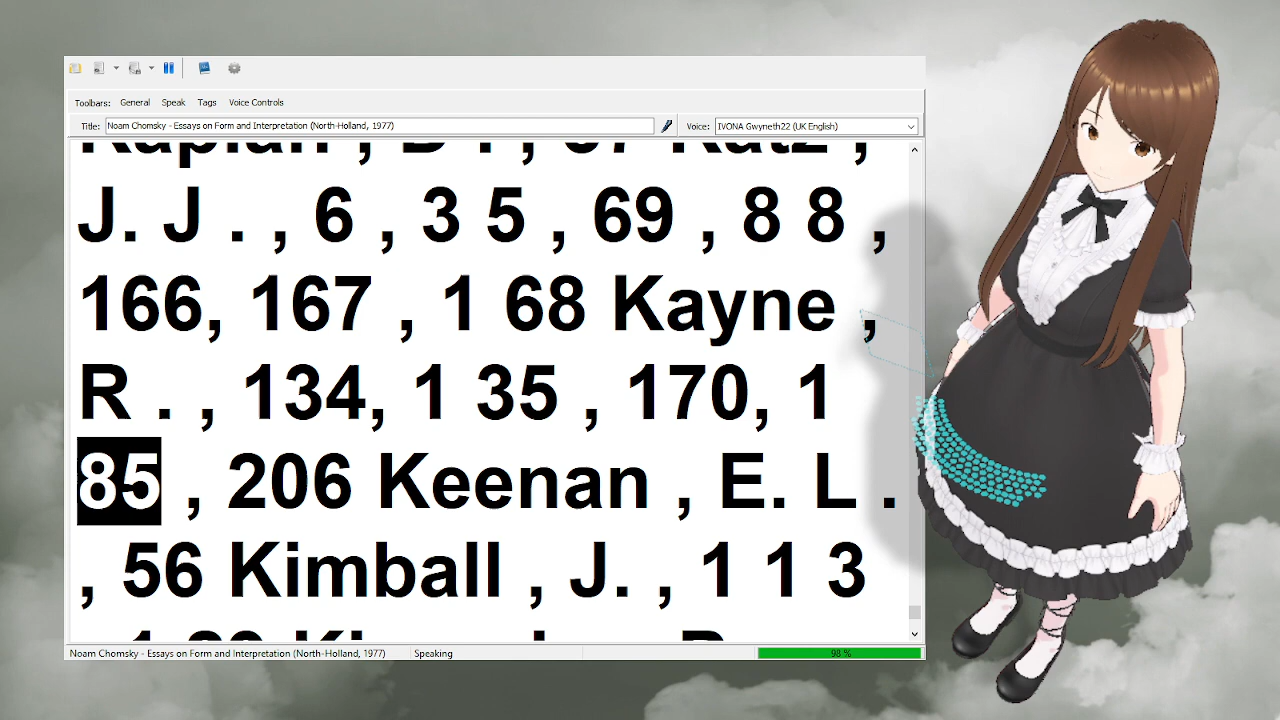 Toolbars: General Speak Tags Voice Controls
Title: Noam Chomsky - Essays on Form and Interpretation (North-Holland, 1977) Voice: IVONA Gwyneth22 (UK English)
Kaplan , D . , 37 Katz ,
J. J . , 6 , 3 5 , 69 , 8 8 ,
166, 167 , 1 68 Kayne ,
R . , 134, 1 35 , 170, 1
85 , 206 Keenan , E. L .
, 56 Kimball , J. , 1 1 3
Noam Chomsky - Essays on Form and Interpretation (North-Holland, 1977) Speaking 98 %